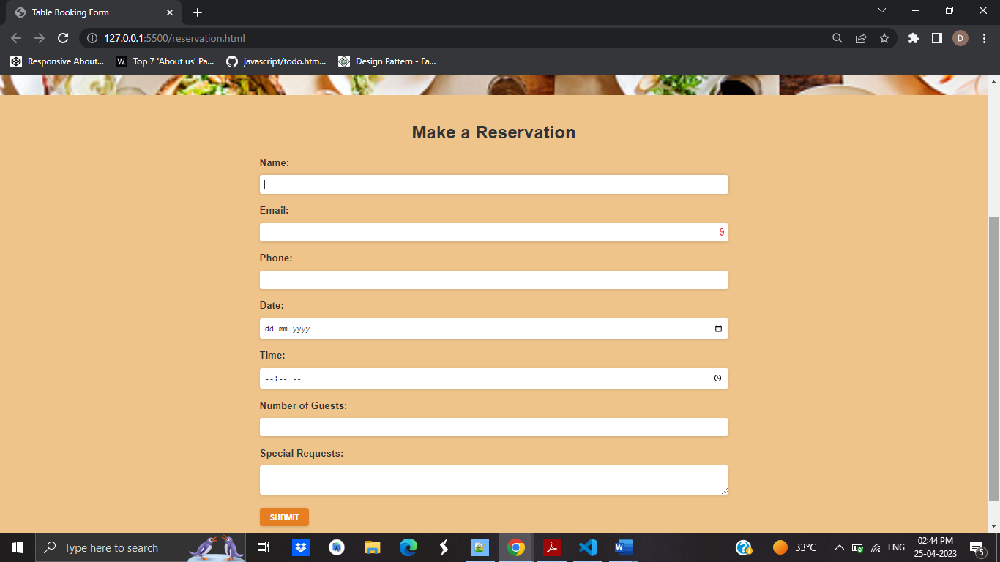 Table Booking Form
127.0.0.1:5500/reservation.html
D
Responsive About...
W. Top 7 'About us' Pa...
javascript/todo.htm...
Design Pattern - Fa...
Make a Reservation
Name:
Email:
Phone:
Date:
dd-mm-yyyy
Time:
--:-- --
Number of Guests:
Special Requests:
SUBMIT
Type here to search
33°C
ENG
02:44 PM
25-04-2023
5